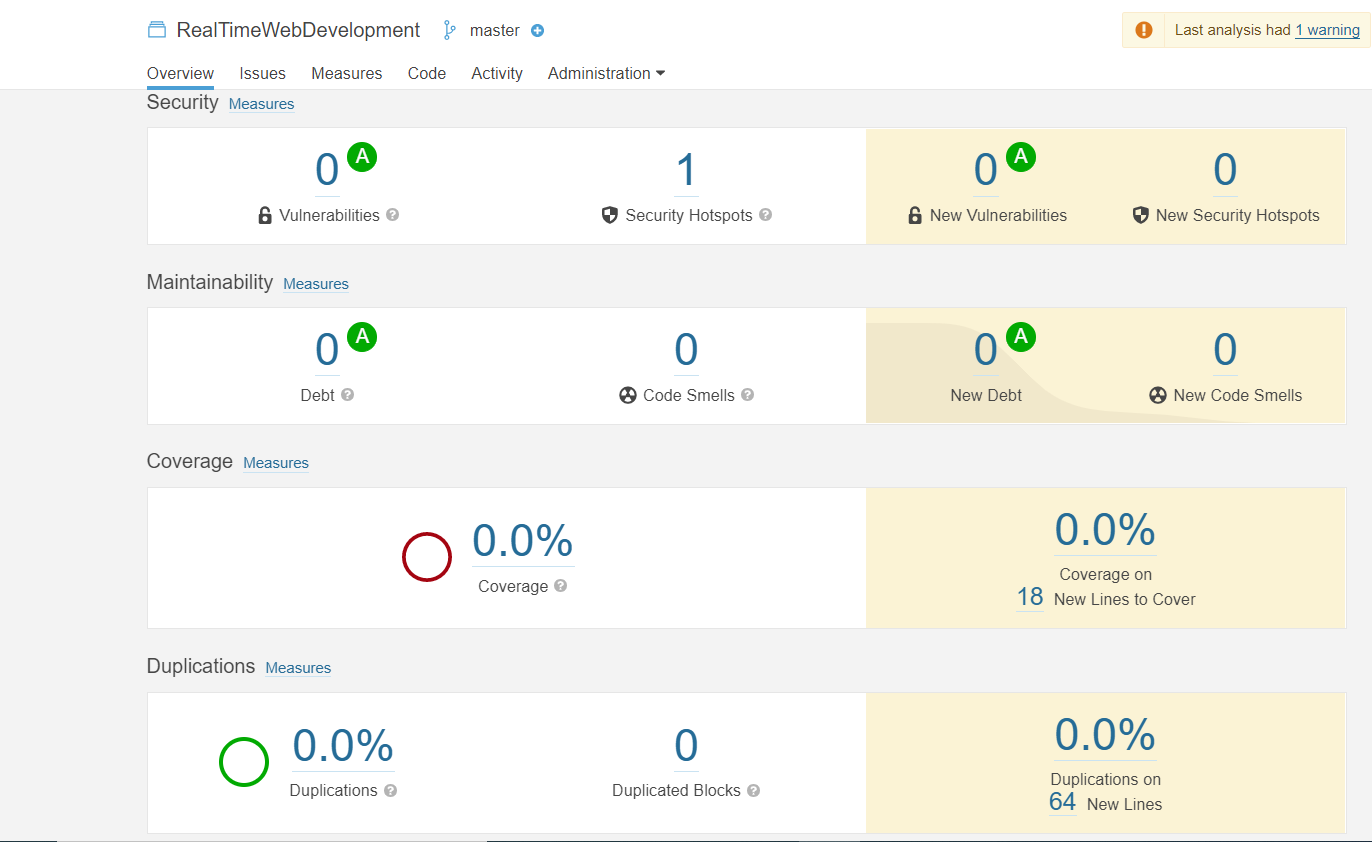 RealTimeWebDevelopment master
Last analysis had 1 warning
Overview Issues Measures Code Activity Administration
Security Measures
0 A 1 0 A 0
Vulnerabilities ? Security Hotspots ? New Vulnerabilities New Security Hotspots
Maintainability Measures
0 A 0 0 A 0
Debt ? Code Smells ? New Debt New Code Smells
Coverage Measures
0.0%
Coverage ?
0.0%
Coverage on
18 New Lines to Cover
Duplications Measures
0.0% 0
Duplications ? Duplicated Blocks ?
0.0%
Duplications on
64 New Lines